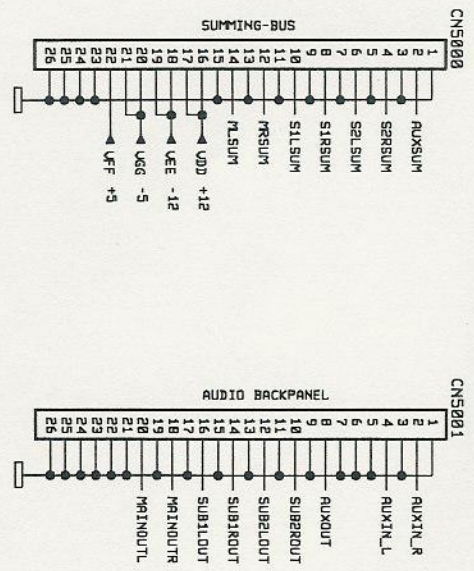 SUMMING-BUS
CN5000
26 25 24 23 22 21 20 19 18 17 16 15 14 13 12 11 10 9 8 7 6 5 4 3 2 1
VFF +5
VGG -5
VEE -12
VDD +12
MLSUM
MRSUM
S1LSUM
S1RSUM
S2LSUM
S2RSUM
AUXSUM
AUDIO BACKPANEL
CN5001
26 25 24 23 22 21 20 19 18 17 16 15 14 13 12 11 10 9 8 7 6 5 4 3 2 1
MAINOUTL
MAINOUTR
SUB1LOUT
SUB1ROUT
SUB2LOUT
SUB2ROUT
AUXOUT
AUXIN_L
AUXIN_R